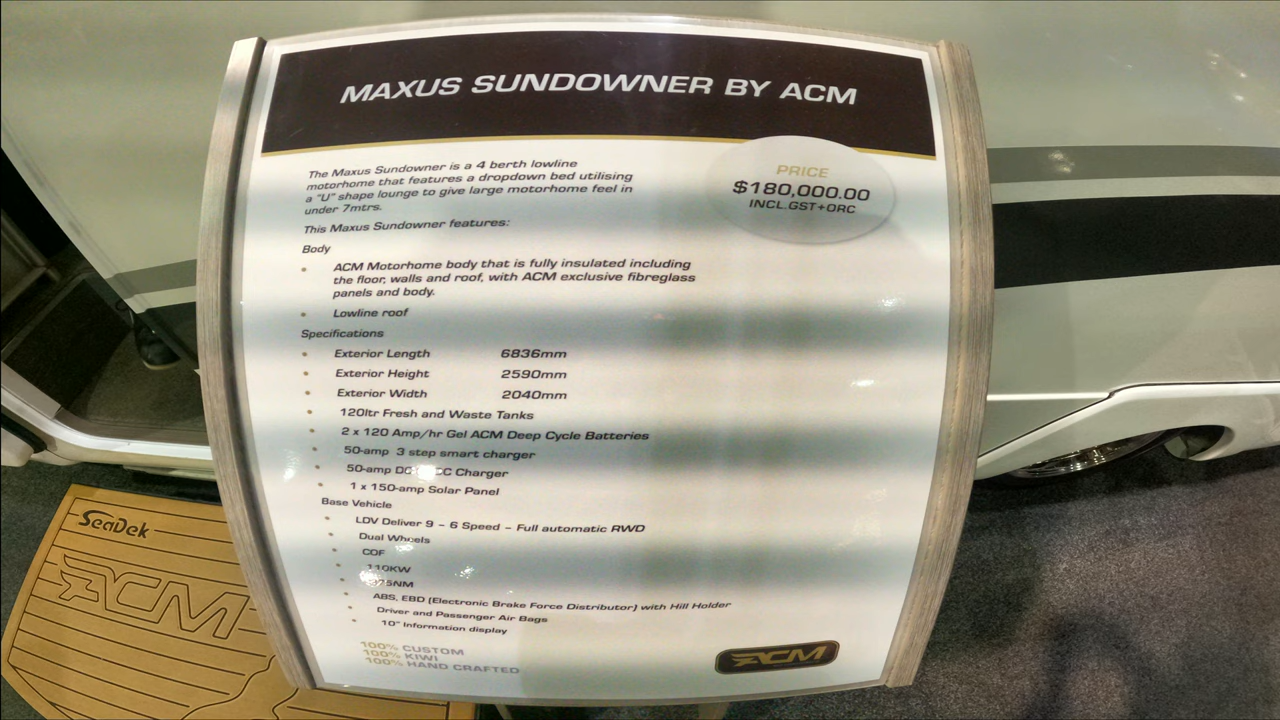 MAXUS SUNDOWNER BY ACM
The Maxus Sundowner is a 4 berth lowline
motorhome that features a dropdown bed utilising
a "U" shape lounge to give large motorhome feel in
under 7mtrs.
PRICE
$180,000.00
INCL.GST+ORC
This Maxus Sundowner features:
Body
• ACM Motorhome body that is fully insulated including
the floor, walls and roof, with ACM exclusive fibreglass
panels and body.
• Lowline roof
Specifications
• Exterior Length 6836mm
• Exterior Height 2590mm
• Exterior Width 2040mm
• 120ltr Fresh and Waste Tanks
• 2 x 120 Amp/hr Gel ACM Deep Cycle Batteries
• 50-amp 3 step smart charger
• 50-amp Charger
• 1 x 150-amp Solar Panel
Base Vehicle
• LDV Deliver 9 – 6 Speed – Full automatic RWD
• Dual Wheels
• COF
• 110KW
• ABS, EBD (Electronic Brake Force Distributor) with Hill Holder
• Driver and Passenger Air Bags
• 10" Information display
100% CUSTOM
100% KIWI
100% HAND CRAFTED
ACM
SeaDek
ACM